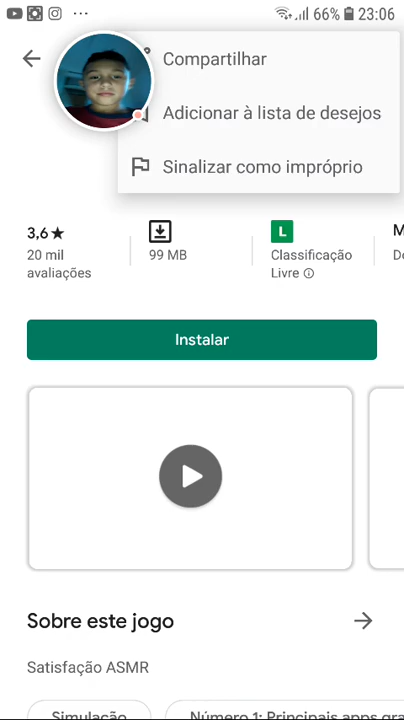 66% 23:06
Compartilhar
Adicionar à lista de desejos
Sinalizar como impróprio
3,6★
20 mil
avaliações
99 MB
L
Classificação
Livre
M
Instalar
Sobre este jogo
Satisfação ASMR
Simulação
Número 1: Principais apps